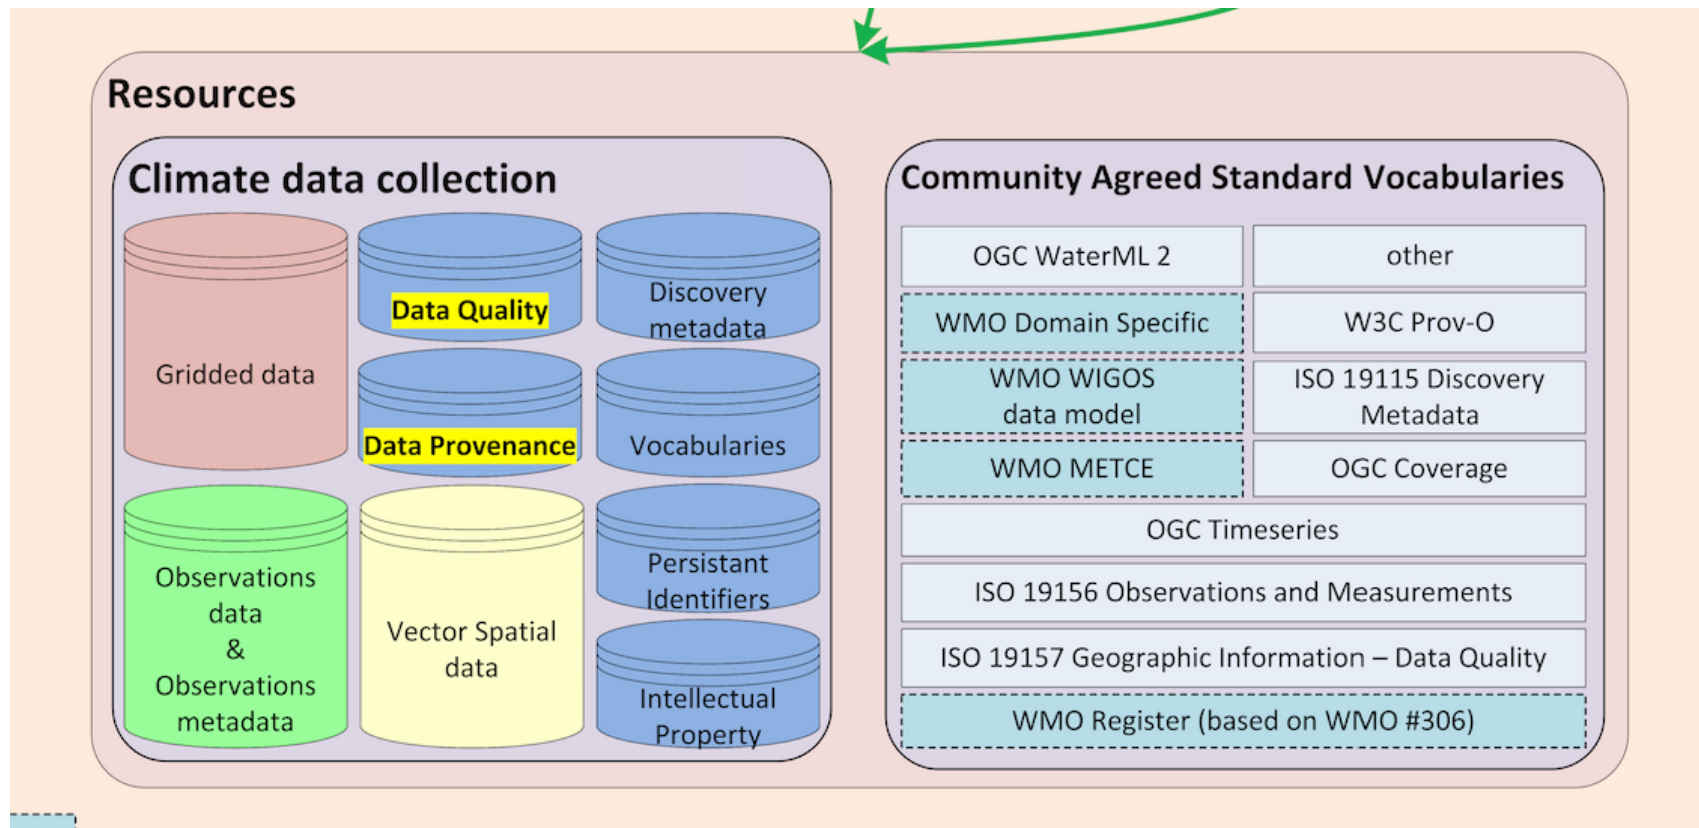 Resources
Climate data collection
Gridded data
Data Quality
Discovery
metadata
Data Provenance
Vocabularies
Observations
data
&
Observations
metadata
Vector Spatial
data
Persistant
Identifiers
Intellectual
Property
Community Agreed Standard Vocabularies
OGC WaterML 2
other
WMO Domain Specific
W3C Prov-O
WMO WIGOS
data model
ISO 19115 Discovery
Metadata
WMO METCE
OGC Coverage
OGC Timeseries
ISO 19156 Observations and Measurements
ISO 19157 Geographic Information – Data Quality
WMO Register (based on WMO #306)